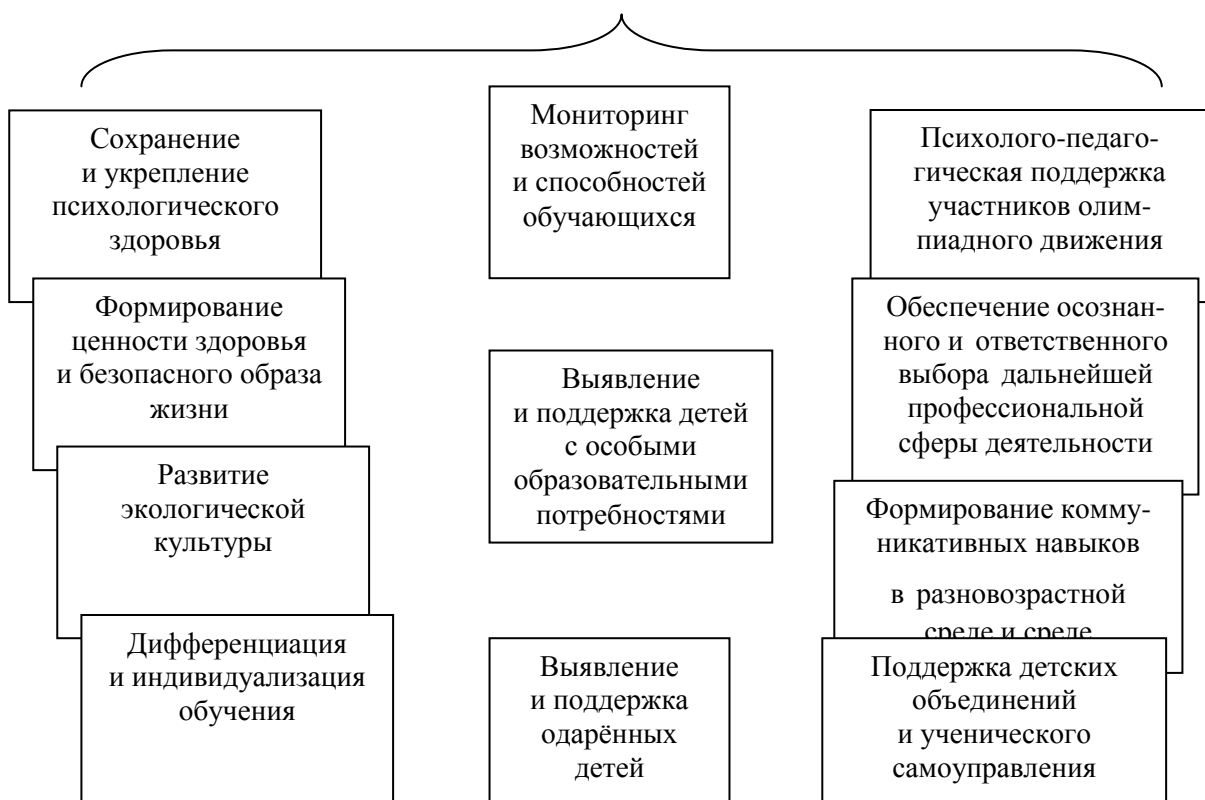 Сохранение
и укрепление
психологического
здоровья
Формирование
ценности здоровья
и безопасного образа
жизни
Развитие
экологической
культуры
Дифференциация
и индивидуализация
обучения
Мониторинг
возможностей
и способностей
обучающихся
Выявление
и поддержка детей
с особыми
образовательными
потребностями
Выявление
и поддержка
одарённых
детей
Психолого-педаго-
гическая поддержка
участников олим-
пиадного движения
Обеспечение осознан-
ного и ответственного
выбора дальнейшей
профессиональной
сферы деятельности
Формирование комму-
никативных навыков
в разновозрастной
среде и среде
Поддержка детских
объединений
и ученического
самоуправления